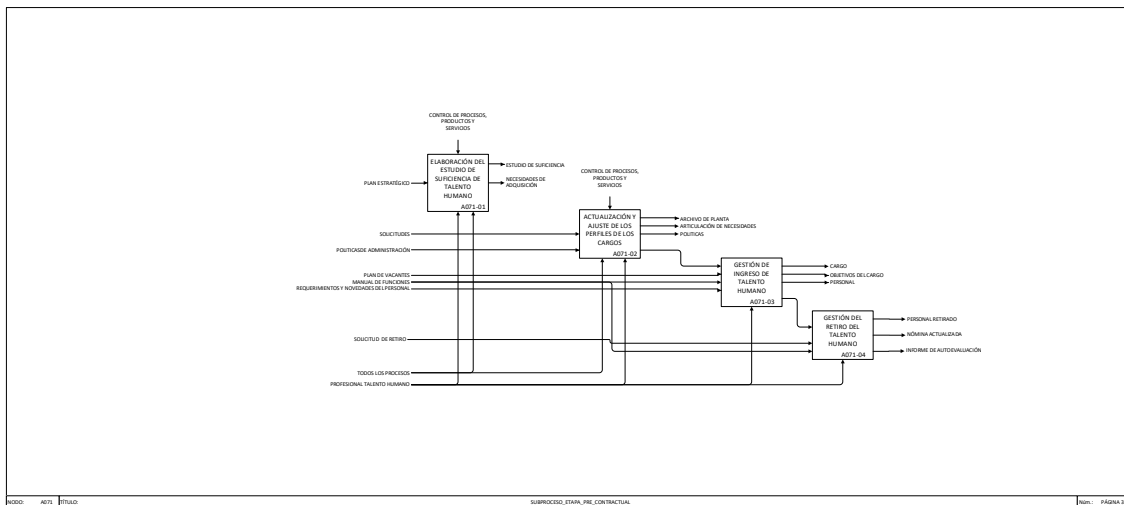 CONTROL DE PROCESOS,
PRODUCTOS Y
SERVICIOS
ELABORACIÓN DEL
ESTUDIO DE
SUFICIENCIA DE
TALENTO
HUMANO
A071-01
PLAN ESTRATÉGICO
ESTUDIO DE SUFICIENCIA
NECESIDADES DE
ADQUISICIÓN
CONTROL DE PROCESOS,
PRODUCTOS Y
SERVICIOS
ACTUALIZACIÓN Y
AJUSTE DE LOS
PERFILES DE LOS
CARGOS
A071-02
SOLICITUDES
POLITICAS DE ADMINISTRACIÓN
ARCHIVO DE PLANTA
ARTICULACIÓN DE NECESIDADES
POLITICAS
PLAN DE VACANTES
MANUAL DE FUNCIONES
REQUERIMIENTOS Y NOVEDADES DEL PERSONAL
GESTIÓN DE
INGRESO DE
TALENTO
HUMANO
A071-03
CARGO
OBJETIVOS DEL CARGO
PERSONAL
GESTIÓN DEL
RETIRO DEL
TALENTO
HUMANO
A071-04
PERSONAL RETIRADO
NÓMINA ACTUALIZADA
INFORME DE AUTOEVALUACIÓN
SOLICITUD DE RETIRO
TODOS LOS PROCESOS
PROFESIONAL TALENTO HUMANO
NODO: A071 TÍTULO: SUBPROCESO_ETAPA_PRE_CONTRACTUAL Núm.: PÁGINA 3